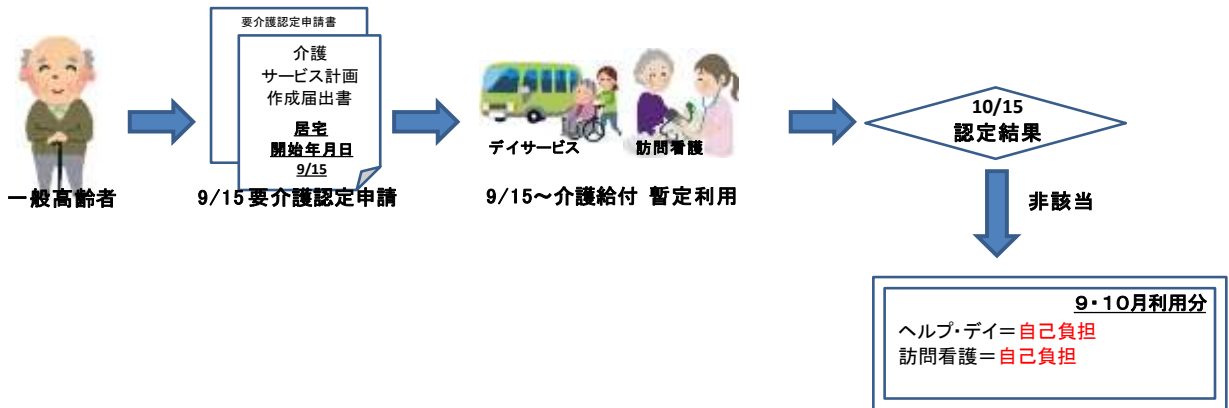 要介護認定申請書
介護
サービス計画
作成届出書
居宅
開始年月日
9/15
一般高齢者
9/15 要介護認定申請
デイサービス
訪問看護
9/15～介護給付 暫定利用
10/15
認定結果
非該当
9・10月利用分
ヘルプ・デイ＝自己負担
訪問看護＝自己負担